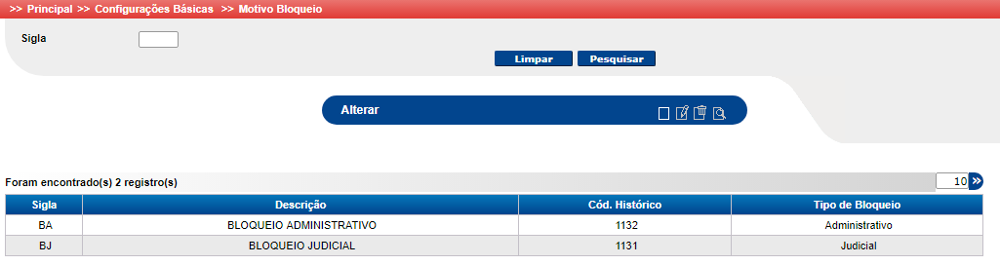 >> Principal >> Configurações Básicas >> Motivo Bloqueio
Sigla
Limpar Pesquisar
Alterar
Foram encontrado(s) 2 registro(s) 10
Sigla Descrição Cód. Histórico Tipo de Bloqueio
BA BLOQUEIO ADMINISTRATIVO 1132 Administrativo
BJ BLOQUEIO JUDICIAL 1131 Judicial